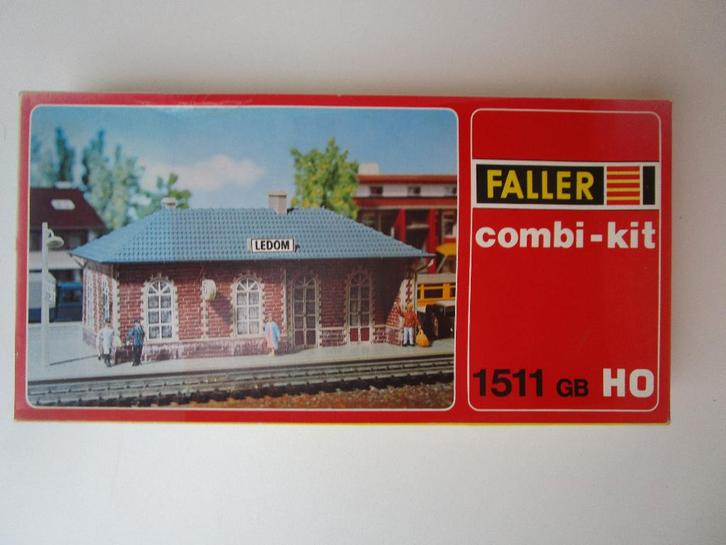 LEDOM
FALLER
combi-kit
1511 GB HO